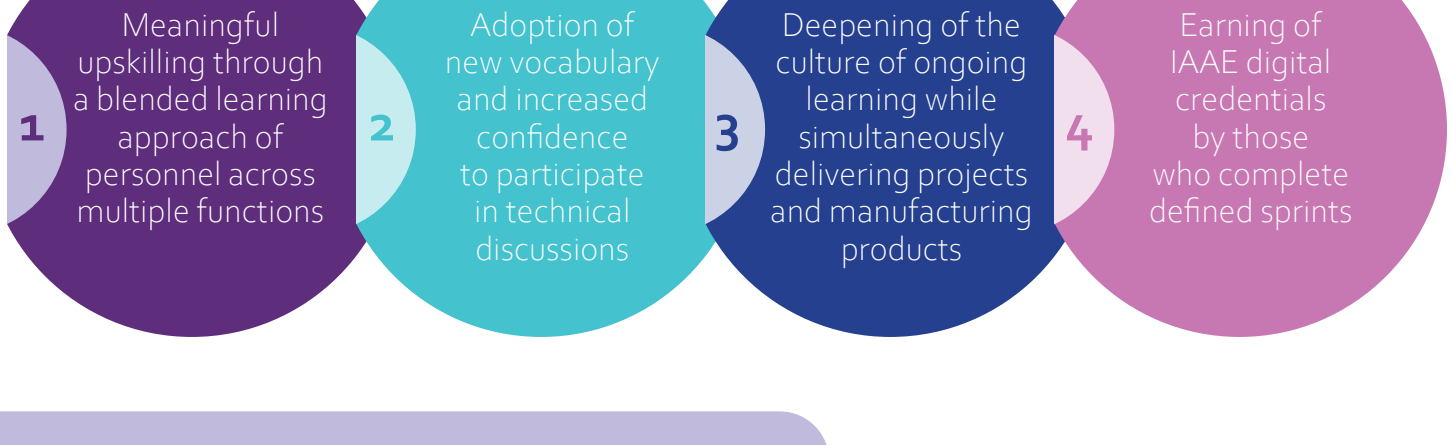 1
Meaningful
upskilling through
a blended learning
approach of
personnel across
multiple functions
2
Adoption of
new vocabulary
and increased
confidence
to participate
in technical
discussions
3
Deepening of the
culture of ongoing
learning while
simultaneously
delivering projects
and manufacturing
products
4
Earning of
IAAE digital
credentials
by those
who complete
defined sprints